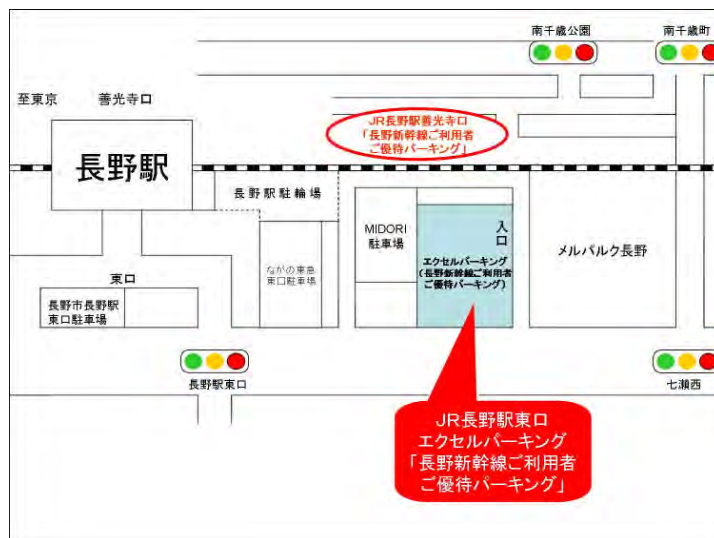 南千歳公園
南千歳町
至東京
善光寺口
JR長野駅善光寺口
「長野新幹線ご利用者
ご優待パーキング」
長野駅
長野駅駐輪場
MIDORI
駐車場
入口
エクセルパーキング
(長野新幹線ご利用者
ご優待パーキング)
メルパルク長野
ながの東急
東口駐車場
東口
長野市長野駅
東口駐車場
長野駅東口
七瀬西
JR長野駅東口
エクセルパーキング
「長野新幹線ご利用者
ご優待パーキング」